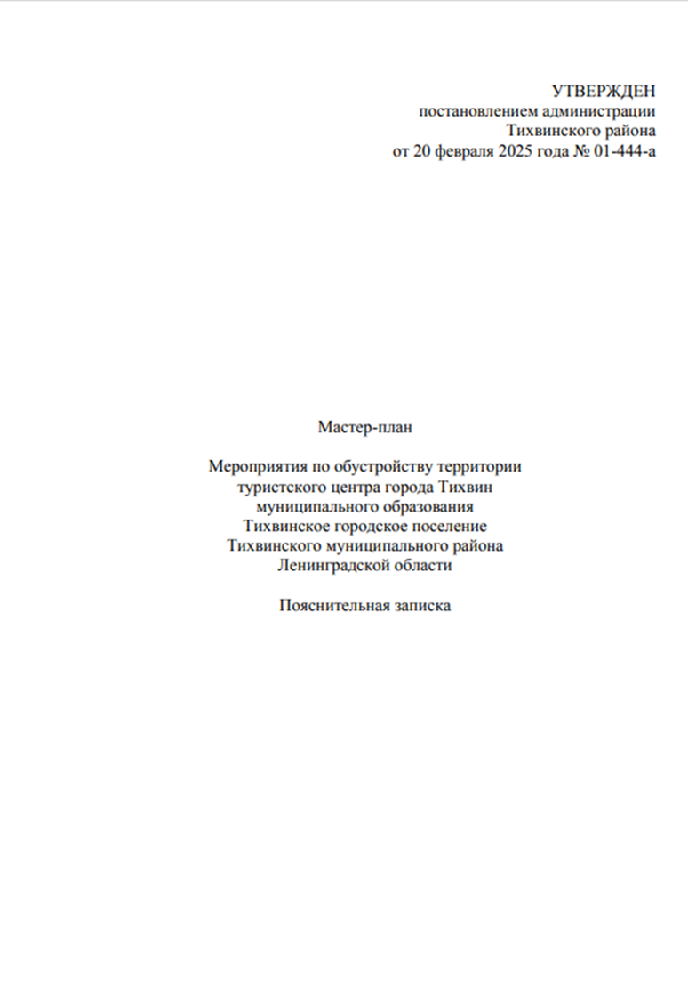 УТВЕРЖДЕН
постановлением администрации
Тихвинского района
от 20 февраля 2025 года № 01-444-а
Мастер-план
Мероприятия по обустройству территории
туристского центра города Тихвин
муниципального образования
Тихвинское городское поселение
Тихвинского муниципального района
Ленинградской области
Пояснительная записка